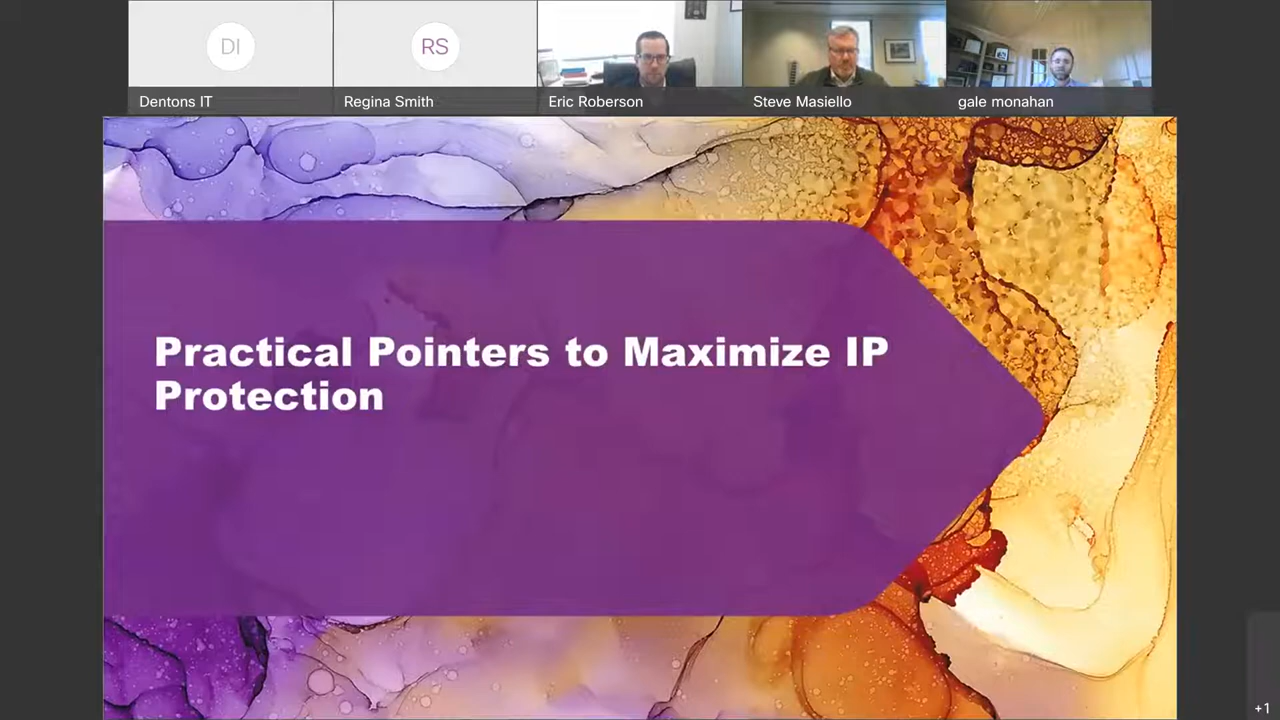 DI
RS
Dentons IT
Regina Smith
Eric Roberson
Steve Masiello
gale monahan
Practical Pointers to Maximize IP
Protection
+1